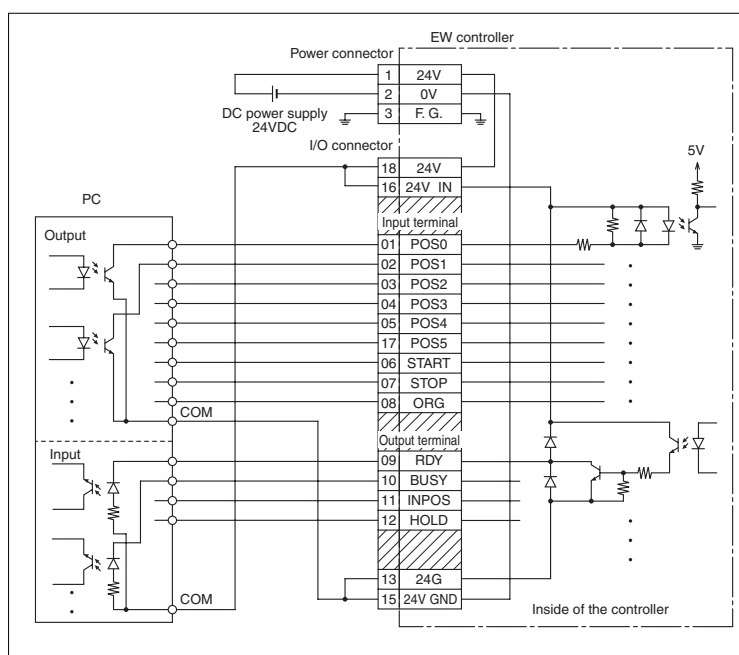 EW controller
Power connector
1 24V
2 0V
3 F. G.
DC power supply
24VDC
I/O connector
18 24V
16 24V IN
5V
PC
Input terminal
Output
01 POS0
02 POS1
03 POS2
04 POS3
05 POS4
17 POS5
06 START
07 STOP
08 ORG
COM
Output terminal
Input
09 RDY
10 BUSY
11 INPOS
12 HOLD
13 24G
COM
15 24V GND
Inside of the controller